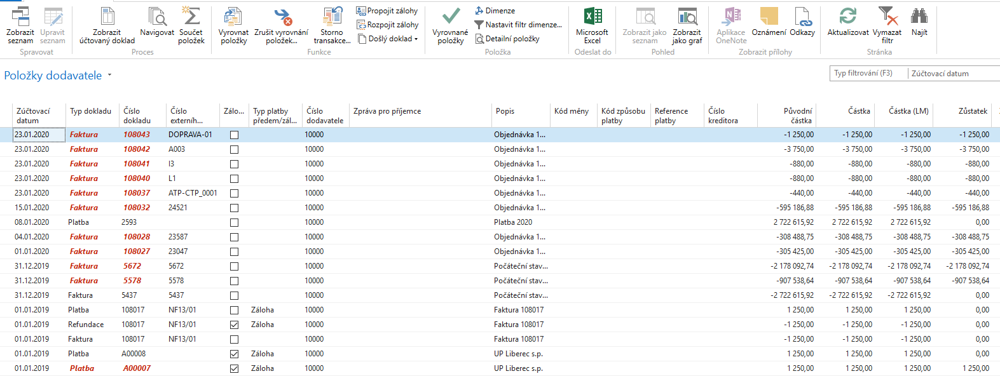 Zobrazit seznam
Upravit seznam
Spravovat
Zobrazit účtovaný doklad
Navigovat
Součet položek
Proces
Vyrovnat položky
Zrušit vyrovnání položek...
Storno transakce...
Propojit zálohy
Rozpojit zálohy
Došlý doklad
Funkce
Vyrovnané položky
Dimenze
Nastavit filtr dimenze...
Detailní položky
Položka
Microsoft Excel
Odeslat do
Zobrazit jako seznam
Zobrazit jako graf
Pohled
Aplikace OneNote
Oznámení
Odkazy
Zobrazit přílohy
Aktualizovat
Vymazat filtr
Najít
Stránka
Položky dodavatele
Typ filtrování (F3) Zúčtovací datum
Zúčtovací datum Typ dokladu Číslo dokladu Číslo externíh... Zálo... Typ platby předem/zál... Číslo dodavatele Zpráva pro příjemce Popis Kód měny Kód způsobu platby Reference platby Číslo kreditora Původní částka Částka Částka (LM) Zůstatek
23.01.2020 Faktura 108043 DOPRAVA-01 10000 Objednávka 1... -1 250,00 -1 250,00 -1 250,00 -1 250,00
23.01.2020 Faktura 108042 A003 10000 Objednávka 1... -3 750,00 -3 750,00 -3 750,00 -3 750,00
23.01.2020 Faktura 108041 I3 10000 Objednávka 1... -880,00 -880,00 -880,00 -880,00
23.01.2020 Faktura 108040 L1 10000 Objednávka 1... -880,00 -880,00 -880,00 -880,00
23.01.2020 Faktura 108037 ATP-CTP_0001 10000 Objednávka 1... -440,00 -440,00 -440,00 -440,00
15.01.2020 Faktura 108032 24521 10000 Objednávka 1... -595 186,88 -595 186,88 -595 186,88 -595 186,88
08.01.2020 Platba 2593 10000 Platba 2020 2 722 615,92 2 722 615,92 2 722 615,92 0,00
04.01.2020 Faktura 108028 23587 10000 Objednávka 1... -308 488,75 -308 488,75 -308 488,75 -308 488,75
01.01.2020 Faktura 108027 23047 10000 Objednávka 1... -305 425,00 -305 425,00 -305 425,00 -305 425,00
31.12.2019 Faktura 5672 5672 10000 Počáteční stav... -2 178 092,74 -2 178 092,74 -2 178 092,74 -2 178 092,74
31.12.2019 Faktura 5578 5578 10000 Počáteční stav... -907 538,64 -907 538,64 -907 538,64 -907 538,64
31.12.2019 Faktura 5437 5437 10000 Počáteční stav... -2 722 615,92 -2 722 615,92 -2 722 615,92 0,00
01.01.2019 Platba 108017 NF13/01 Záloha 10000 Faktura 108017 1 250,00 1 250,00 1 250,00 0,00
01.01.2019 Refundace 108017 NF13/01 Záloha 10000 Faktura 108017 -1 250,00 -1 250,00 -1 250,00 0,00
01.01.2019 Faktura 108017 NF13/01 10000 Faktura 108017 -1 250,00 -1 250,00 -1 250,00 0,00
01.01.2019 Platba A00008 Záloha 10000 UP Liberec s.p. 1 250,00 1 250,00 1 250,00 0,00
01.01.2019 Platba A00007 Záloha 10000 UP Liberec s.p. 1 250,00 1 250,00 1 250,00 1 250,00